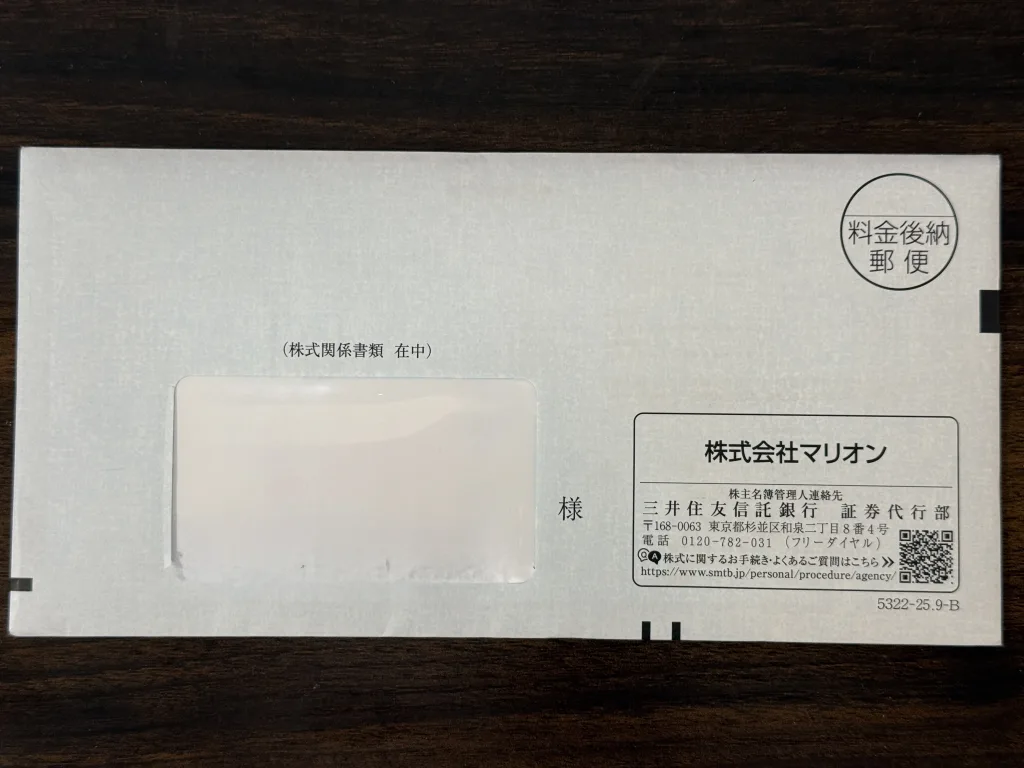 料金後納
郵便
（株式関係書類 在中）
様
株式会社マリオン
株主名簿管理人連絡先
三井住友信託銀行 証券代行部
〒168-0063 東京都杉並区和泉二丁目8番4号
電話 0120-782-031 （フリーダイヤル）
Q A 株式に関するお手続き・よくあるご質問はこちら
https://www.smtb.jp/personal/procedure/agency/
5322-25.9-B